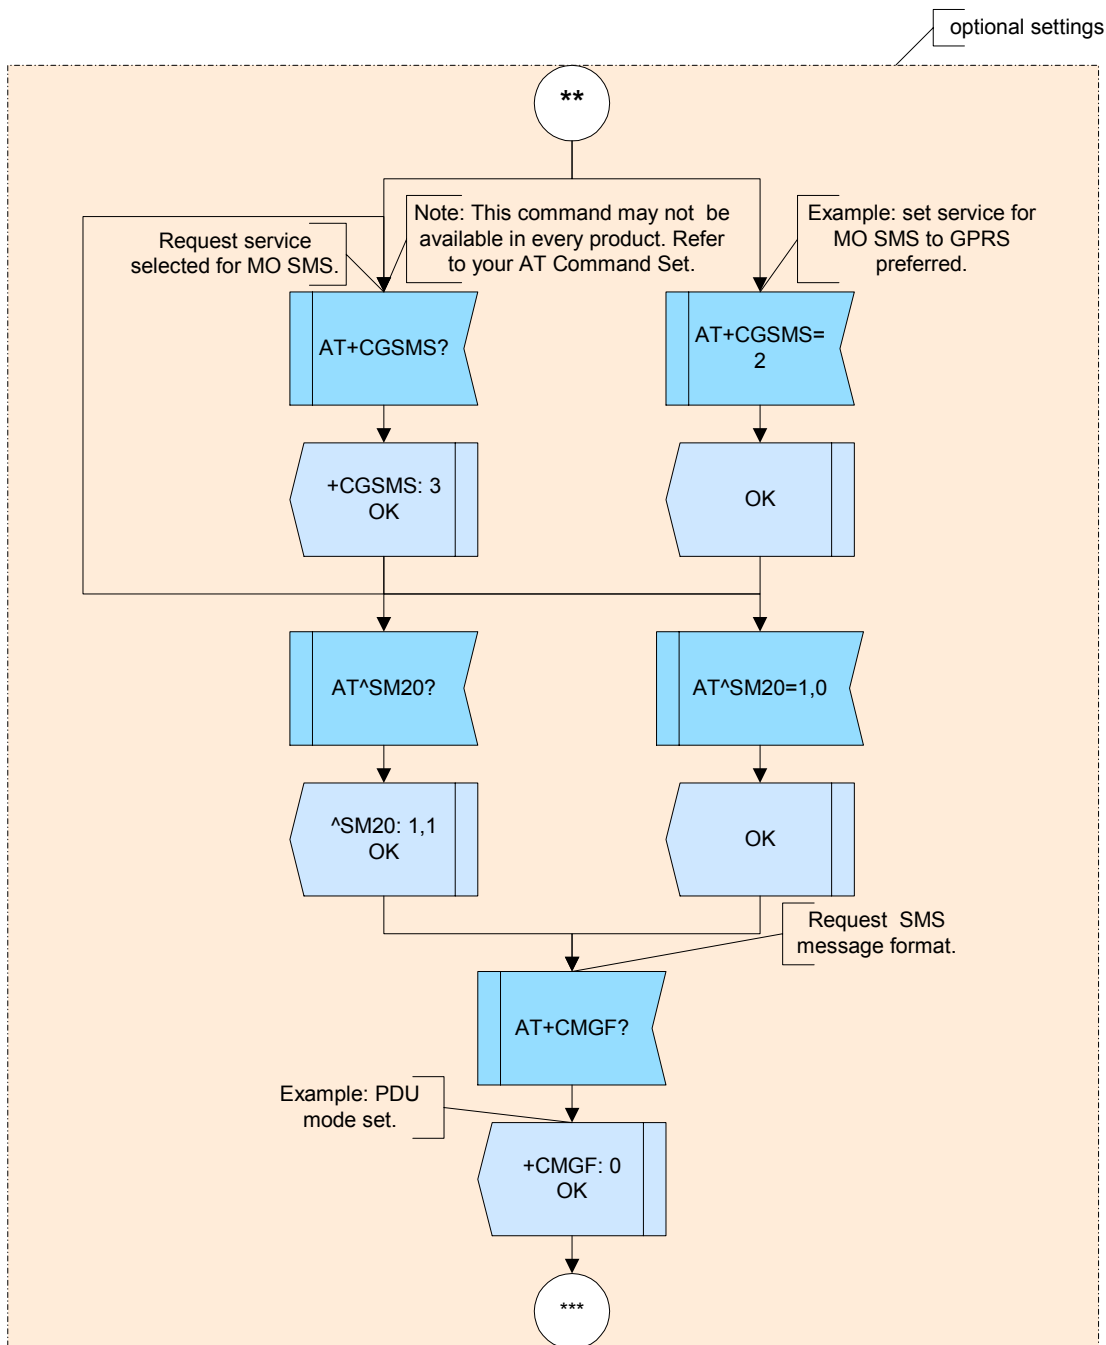 optional settings
**
Request service
selected for MO SMS.
Note: This command may not be
available in every product. Refer
to your AT Command Set.
Example: set service for
MO SMS to GPRS
preferred.
AT+CGSMS?
AT+CGSMS=
2
+CGSMS: 3
OK
OK
AT^SM20?
AT^SM20=1,0
^SM20: 1,1
OK
OK
Request SMS
message format.
AT+CMGF?
Example: PDU
mode set.
+CMGF: 0
OK
***